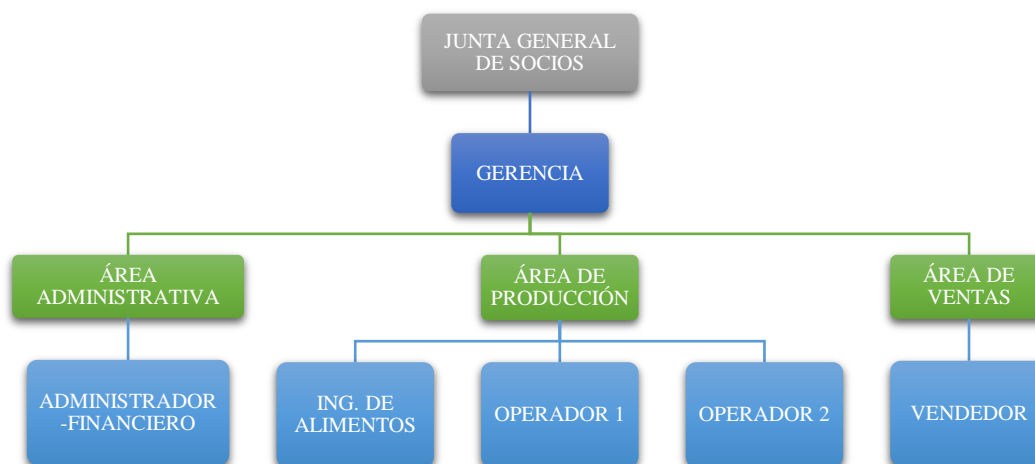 JUNTA GENERAL
DE SOCIOS
GERENCIA
ÁREA
ADMINISTRATIVA
ÁREA DE
PRODUCCIÓN
ÁREA DE
VENTAS
ADMINISTRADOR
-FINANCIERO
ING. DE
ALIMENTOS
OPERADOR 1
OPERADOR 2
VENDEDOR